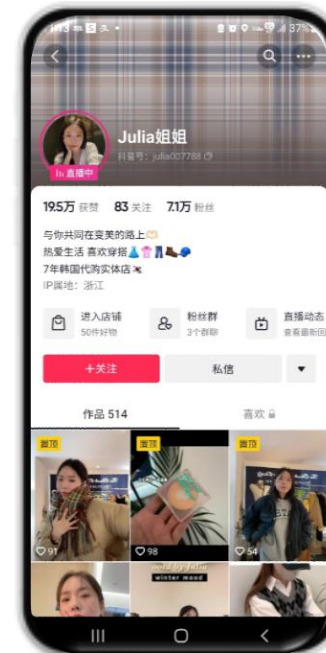 37%
Julia姐姐
抖音号：julia007788
直播中
19.5万 获赞 83 关注 7.1万 粉丝
与你共同在变美的路上
热爱生活 喜欢穿搭
7年韩国代购实体店
IP属地：浙江
进入店铺
50件好物
粉丝群
3个群聊
直播动态
查看最新回
+关注
私信
作品 514
喜欢
置顶
置顶
置顶
91
98
54
ootd by Julia
winter mood